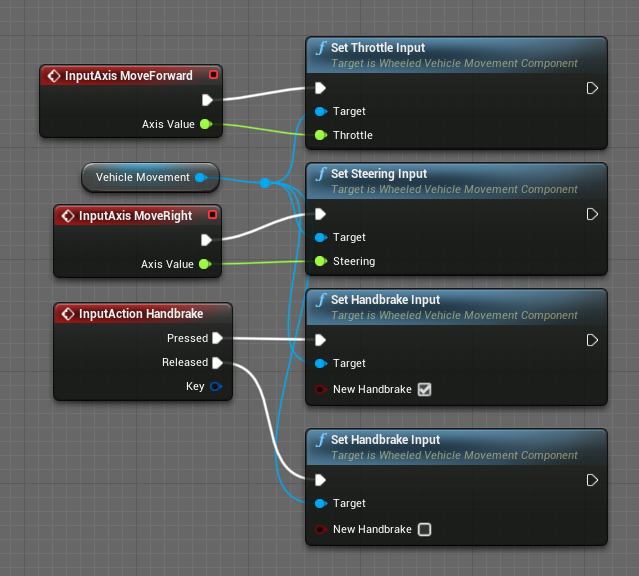 InputAxis MoveForward
Axis Value
Vehicle Movement
InputAxis MoveRight
Axis Value
InputAction Handbrake
Pressed
Released
Key
f Set Throttle Input
Target is Wheeled Vehicle Movement Component
Target
Throttle
f Set Steering Input
Target is Wheeled Vehicle Movement Component
Target
Steering
f Set Handbrake Input
Target is Wheeled Vehicle Movement Component
Target
New Handbrake
f Set Handbrake Input
Target is Wheeled Vehicle Movement Component
Target
New Handbrake